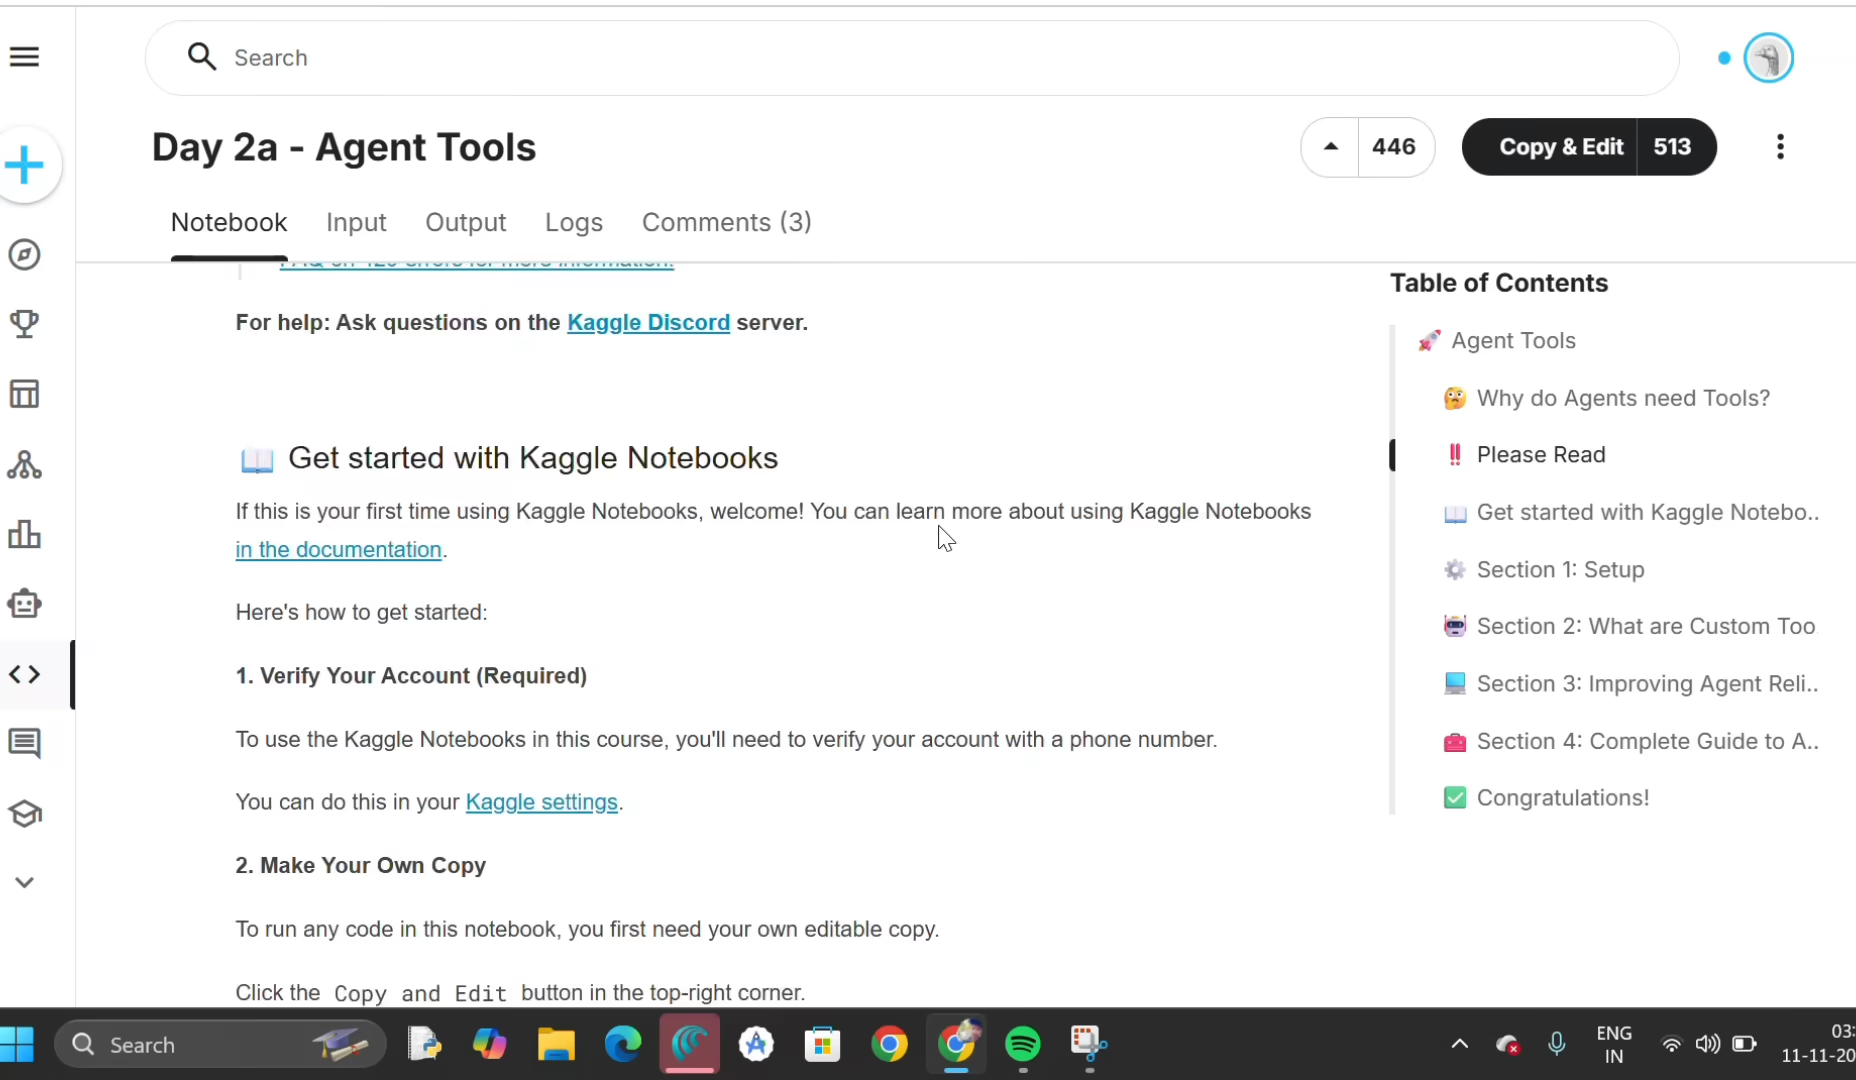 Search
Day 2a - Agent Tools
446
Copy & Edit 513
Notebook Input Output Logs Comments (3)
FAQ on 429 errors for more information.
For help: Ask questions on the Kaggle Discord server.
📖 Get started with Kaggle Notebooks
If this is your first time using Kaggle Notebooks, welcome! You can learn more about using Kaggle Notebooks
in the documentation.
Here's how to get started:
1. Verify Your Account (Required)
To use the Kaggle Notebooks in this course, you'll need to verify your account with a phone number.
You can do this in your Kaggle settings.
2. Make Your Own Copy
To run any code in this notebook, you first need your own editable copy.
Click the Copy and Edit button in the top-right corner.
Table of Contents
🚀 Agent Tools
🤔 Why do Agents need Tools?
‼️ Please Read
📖 Get started with Kaggle Notebo..
⚙️ Section 1: Setup
🤖 Section 2: What are Custom Too
💻 Section 3: Improving Agent Reli..
🧰 Section 4: Complete Guide to A..
✅ Congratulations!
Search
ENG
IN
03:
11-11-20